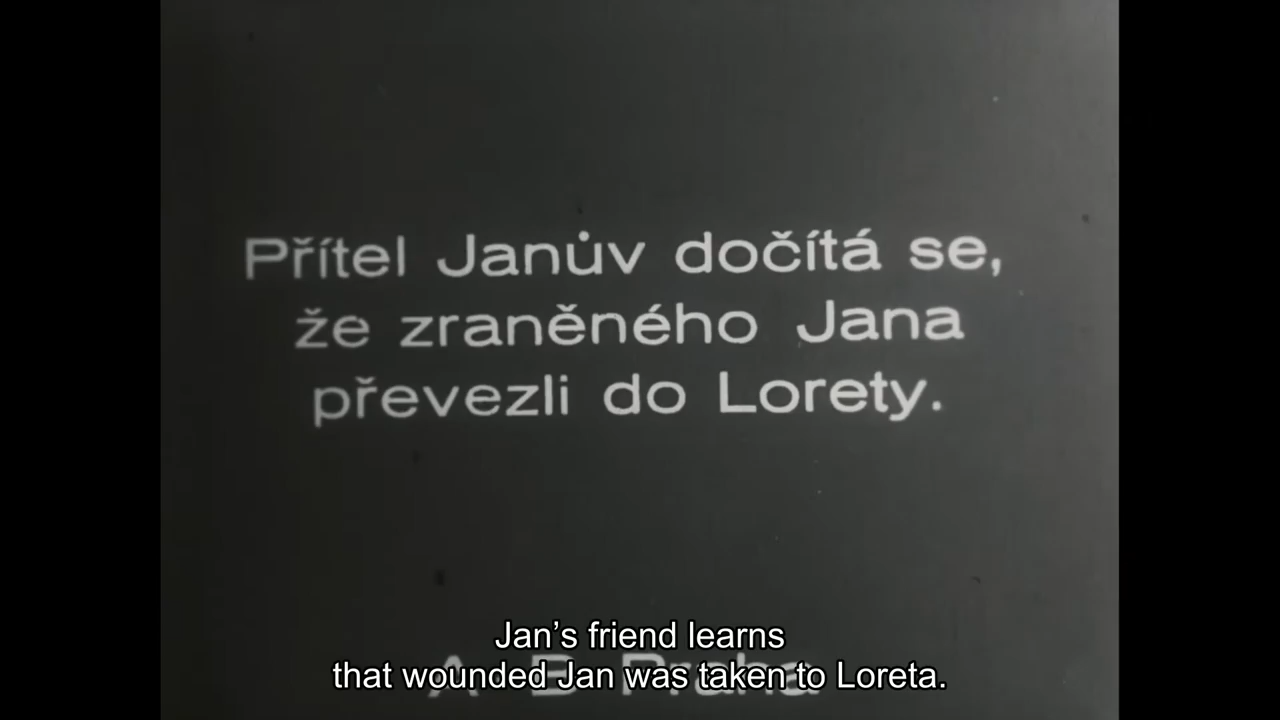 Přítel Janův dočítá se,
že zraněného Jana
převezli do Lorety.
Jan’s friend learns
that wounded Jan was taken to Loreta.
A B Praha